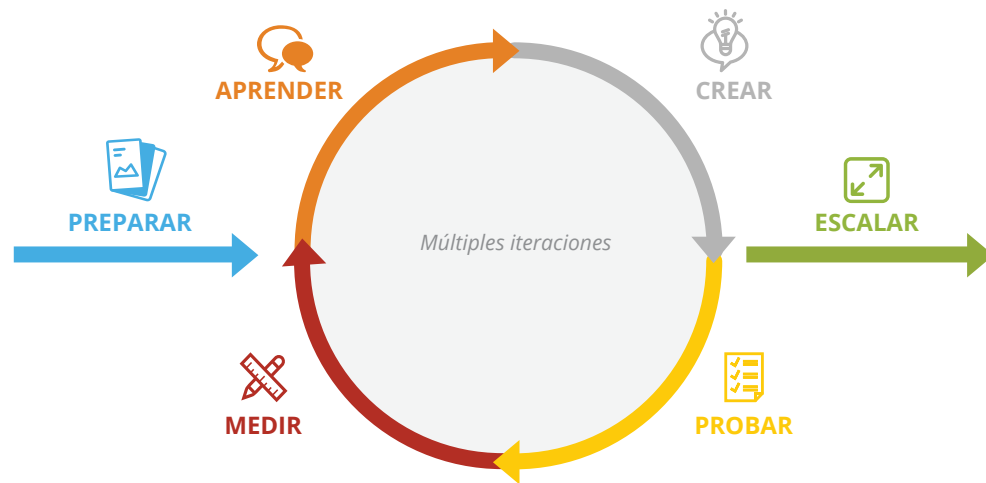 APRENDER
CREAR
PREPARAR
ESCALAR
Múltiples iteraciones
MEDIR
PROBAR